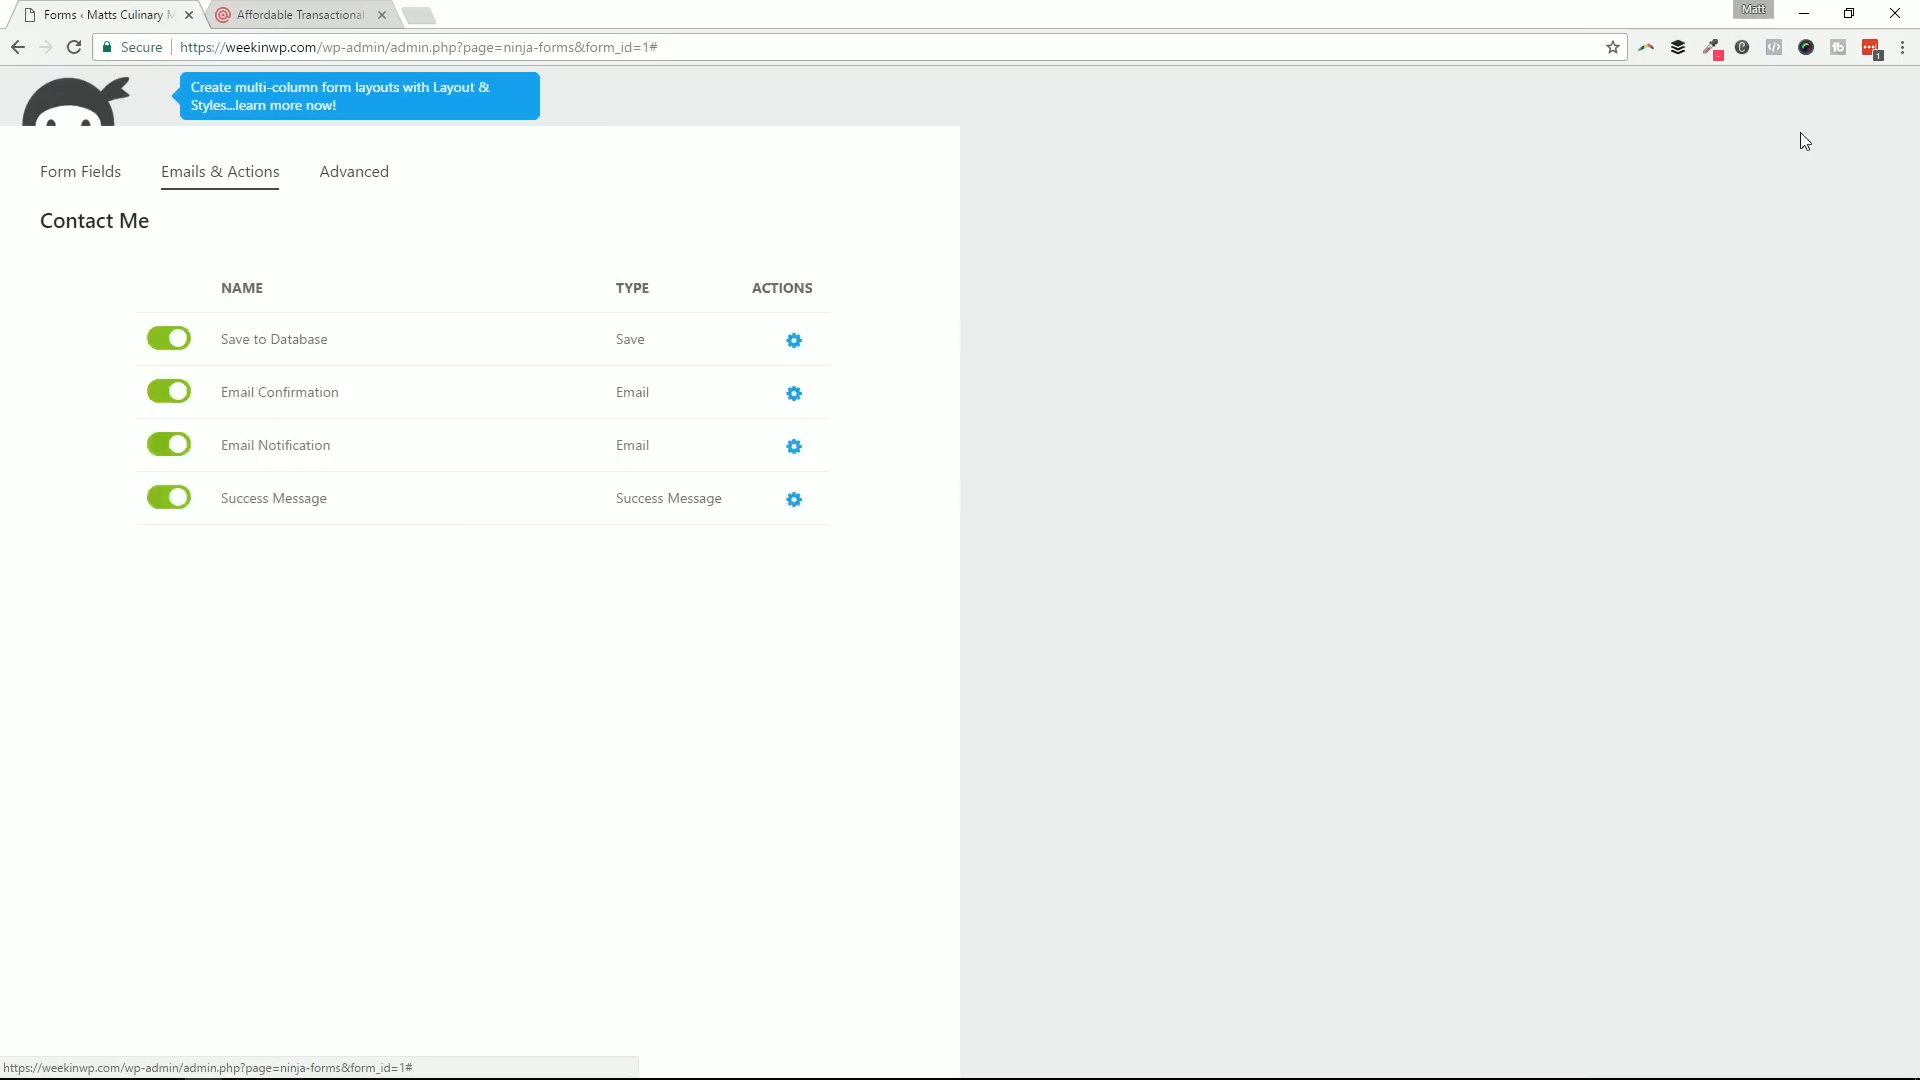 Forms ‹ Matts Culinary M
Affordable Transactional
Matt
Secure
https://weekinwp.com/wp-admin/admin.php?page=ninja-forms&form_id=1#
1
Create multi-column form layouts with Layout &
Styles...learn more now!
Form Fields
Emails & Actions
Advanced
Contact Me
NAME
TYPE
ACTIONS
Save to Database
Save
Email Confirmation
Email
Email Notification
Email
Success Message
Success Message
https://weekinwp.com/wp-admin/admin.php?page=ninja-forms&form_id=1#